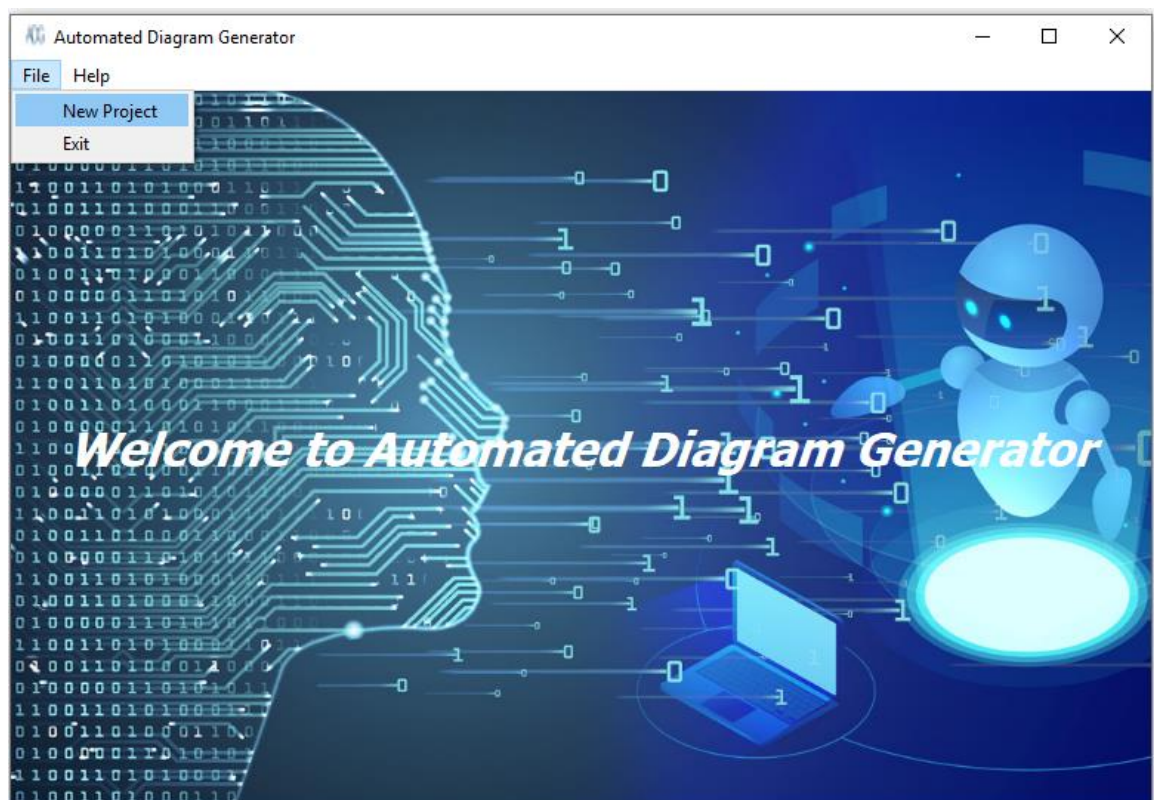 Automated Diagram Generator
File Help
New Project
Exit
Welcome to Automated Diagram Generator